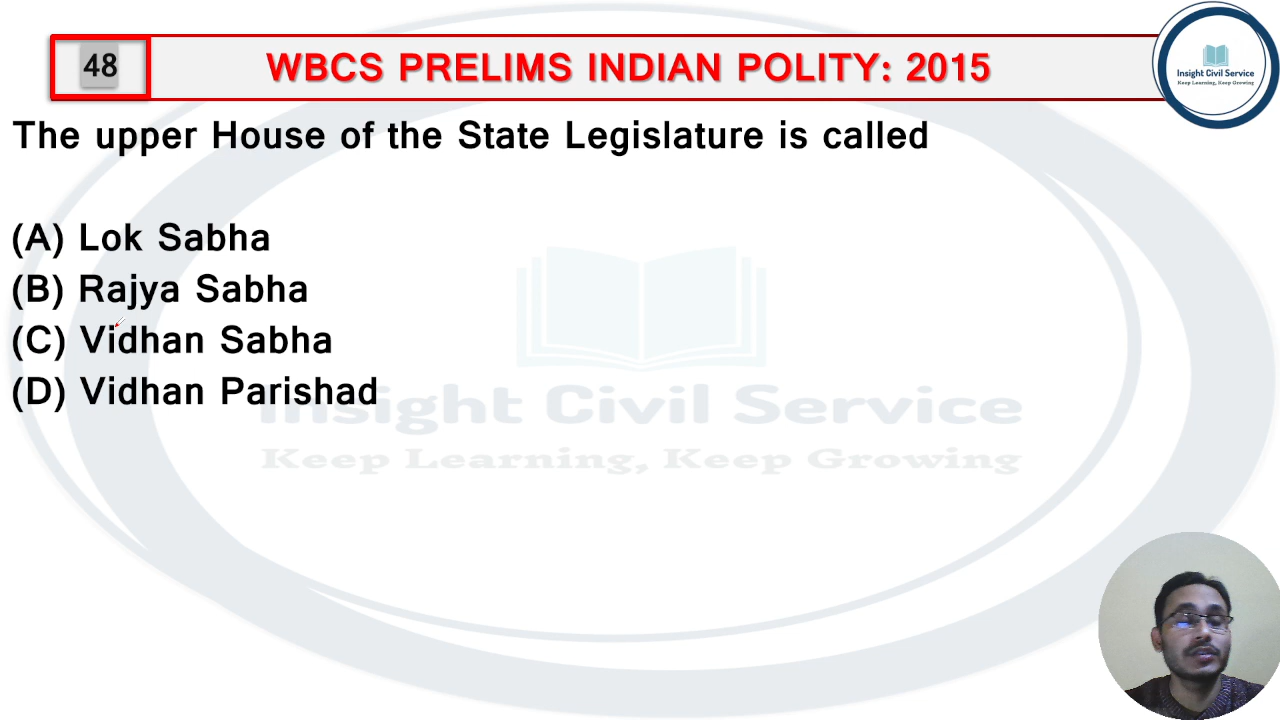 48
WBCS PRELIMS INDIAN POLITY: 2015
Insight Civil Service
Keep Learning, Keep Growing
The upper House of the State Legislature is called
(A) Lok Sabha
(B) Rajya Sabha
(C) Vidhan Sabha
(D) Vidhan Parishad
Insight Civil Service
Keep Learning, Keep Growing